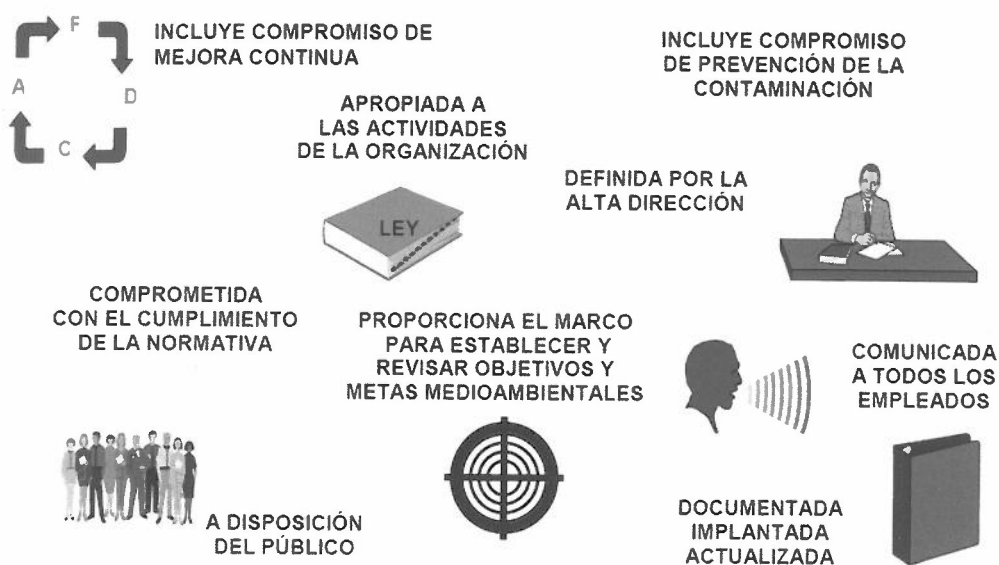 F
A
D
C
INCLUYE COMPROMISO DE
MEJORA CONTINUA
INCLUYE COMPROMISO
DE PREVENCIÓN DE LA
CONTAMINACIÓN
APROPIADA A
LAS ACTIVIDADES
DE LA ORGANIZACIÓN
DEFINIDA POR LA
ALTA DIRECCIÓN
LEY
COMPROMETIDA
CON EL CUMPLIMIENTO
DE LA NORMATIVA
PROPORCIONA EL MARCO
PARA ESTABLECER Y
REVISAR OBJETIVOS Y
METAS MEDIOAMBIENTALES
COMUNICADA
A TODOS LOS
EMPLEADOS
A DISPOSICIÓN
DEL PÚBLICO
DOCUMENTADA
IMPLANTADA
ACTUALIZADA